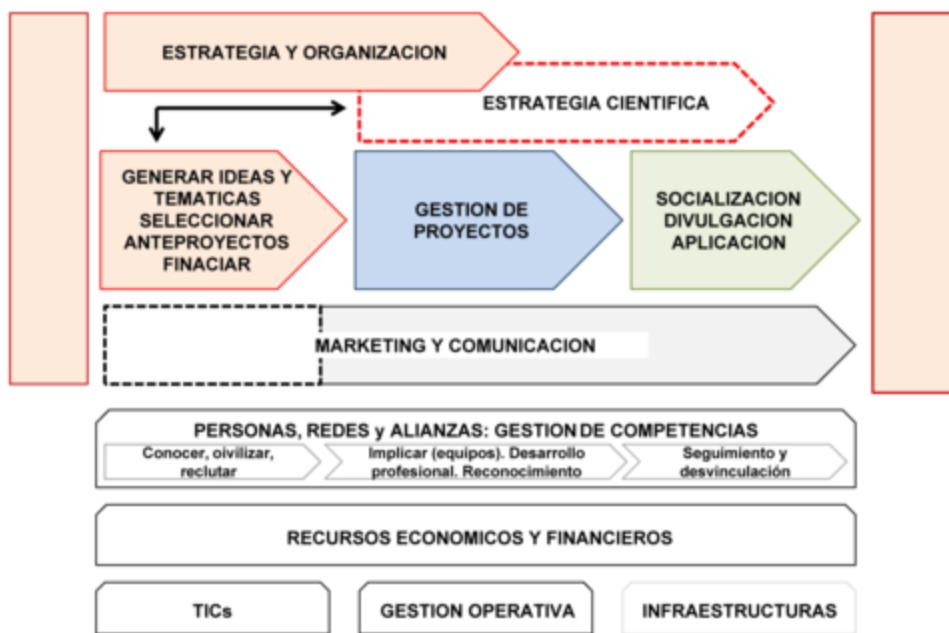 ESTRATEGIA Y ORGANIZACION
ESTRATEGIA CIENTIFICA
GENERAR IDEAS Y
TEMATICAS
SELECCIONAR
ANTEPROYECTOS
FINACIAR
GESTION DE
PROYECTOS
SOCIALIZACION
DIVULGACION
APLICACION
MARKETING Y COMUNICACION
PERSONAS, REDES y ALIANZAS: GESTION DE COMPETENCIAS
Conocer, oivilizar,
reclutar
Implicar (equipos). Desarrollo
profesional. Reconocimiento
Seguimiento y
desvinculación
RECURSOS ECONOMICOS Y FINANCIEROS
TICs
GESTION OPERATIVA
INFRAESTRUCTURAS